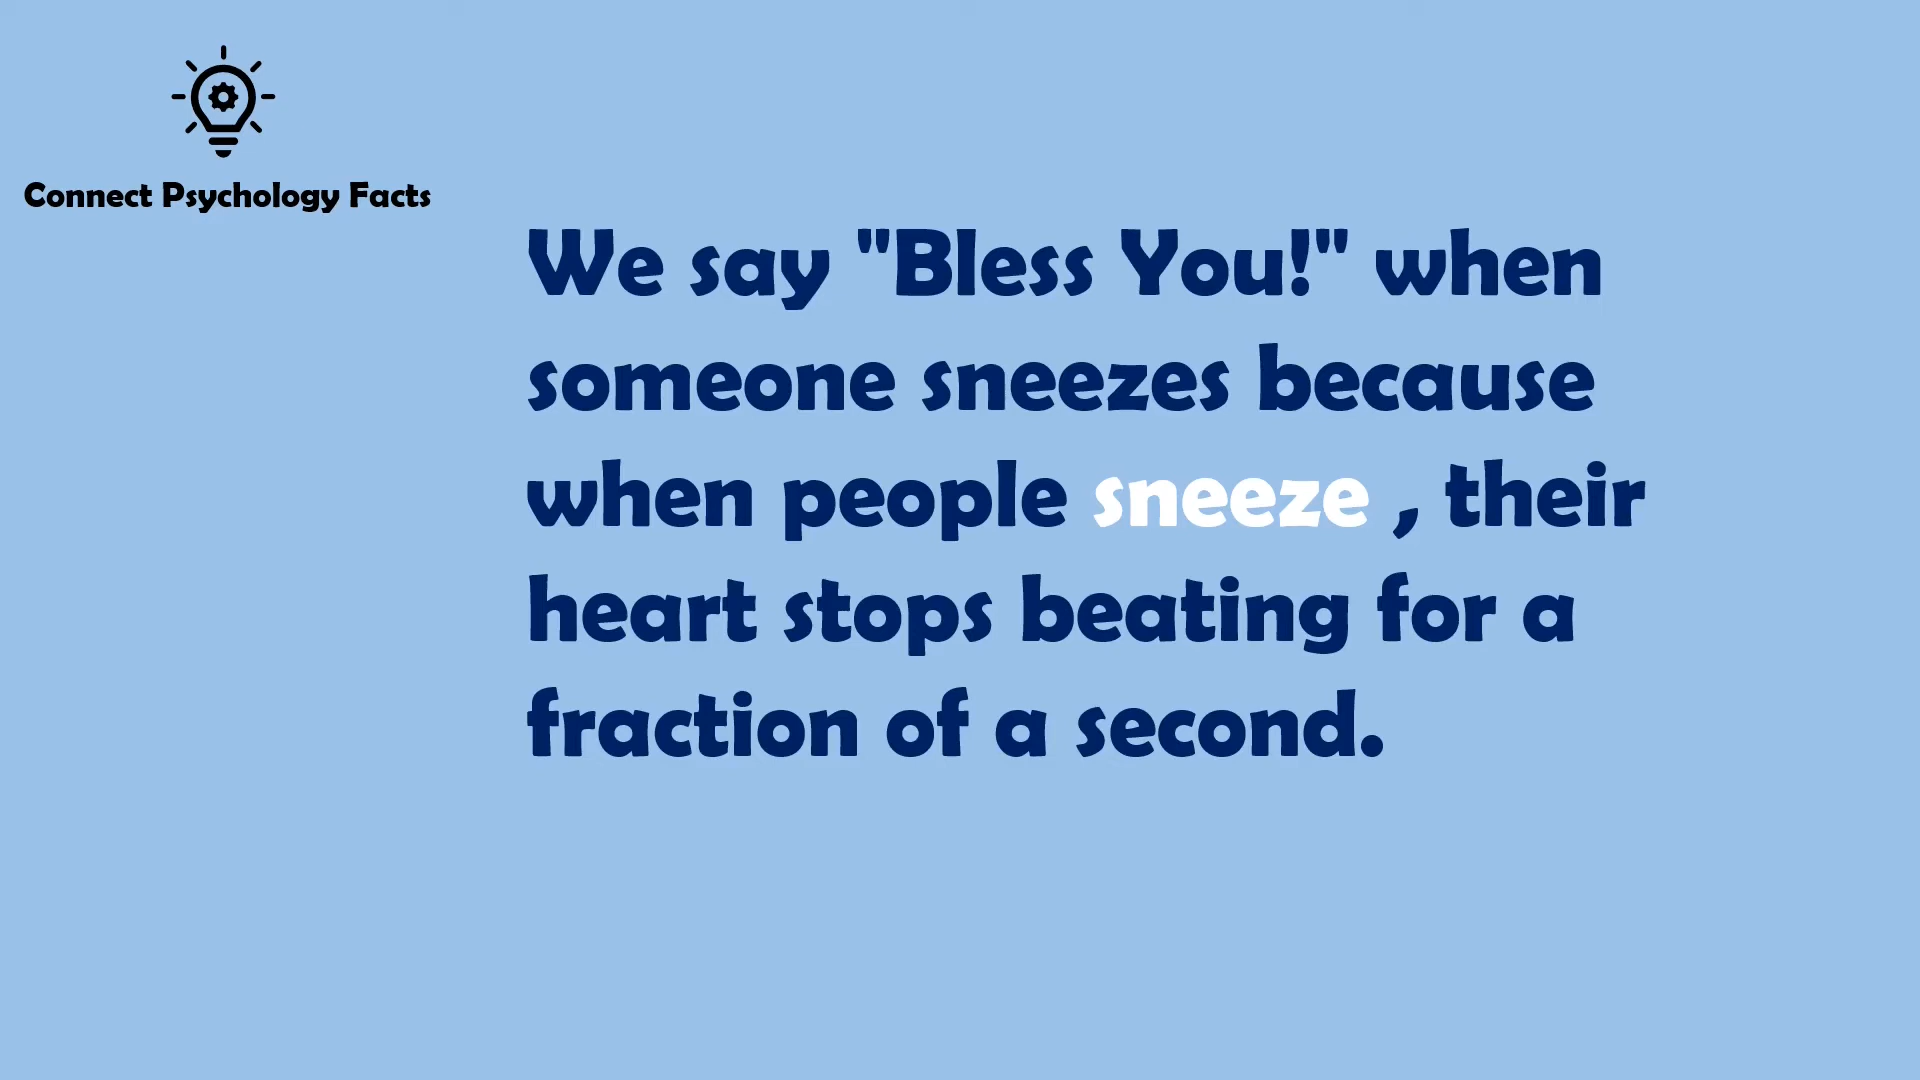 Connect Psychology Facts
We say "Bless You!" when
someone sneezes because
when people sneeze , their
heart stops beating for a
fraction of a second.